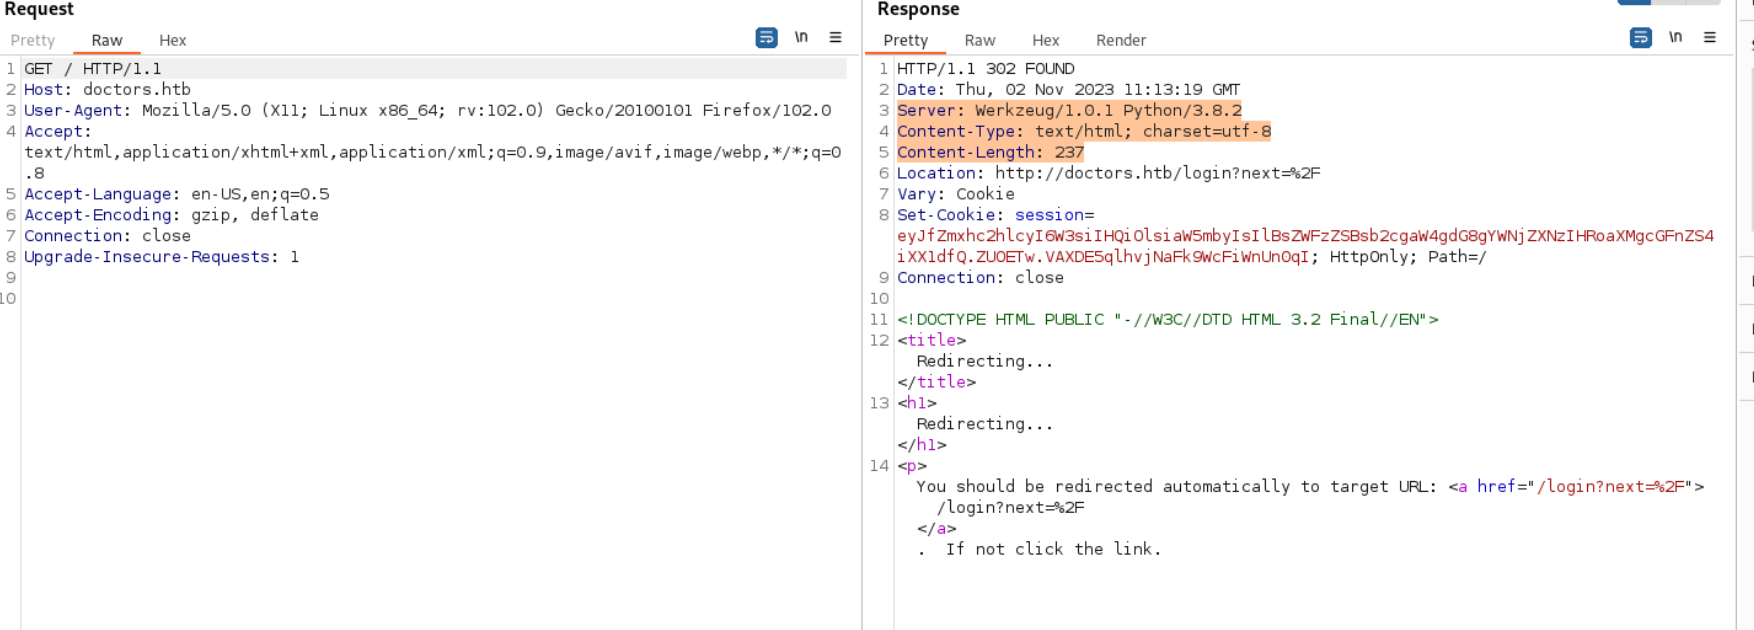 Request
Pretty Raw Hex
\n
1 GET / HTTP/1.1
2 Host: doctors.htb
3 User-Agent: Mozilla/5.0 (X11; Linux x86_64; rv:102.0) Gecko/20100101 Firefox/102.0
4 Accept:
text/html,application/xhtml+xml,application/xml;q=0.9,image/avif,image/webp,*/*;q=0
.8
5 Accept-Language: en-US,en;q=0.5
6 Accept-Encoding: gzip, deflate
7 Connection: close
8 Upgrade-Insecure-Requests: 1
9
10
Response
Pretty Raw Hex Render
\n
1 HTTP/1.1 302 FOUND
2 Date: Thu, 02 Nov 2023 11:13:19 GMT
3 Server: Werkzeug/1.0.1 Python/3.8.2
4 Content-Type: text/html; charset=utf-8
5 Content-Length: 237
6 Location: http://doctors.htb/login?next=%2F
7 Vary: Cookie
8 Set-Cookie: session=
eyJfZmxhc2hlcyI6W3siIHQiOlsiaW5mbyIsIlBsZWFzZSBsb2cgaW4gdG8gYWNjZXNzIHRoaXMgcGFnZS4
iXX1dfQ.ZUOETw.VAXDE5qlhvjNaFk9WcFiWnUn0qI; HttpOnly; Path=/
9 Connection: close
10
11 <!DOCTYPE HTML PUBLIC "-//W3C//DTD HTML 3.2 Final//EN">
12 <title>
Redirecting...
</title>
13 <h1>
Redirecting...
</h1>
14 <p>
You should be redirected automatically to target URL: <a href="/login?next=%2F">
/login?next=%2F
</a>
. If not click the link.